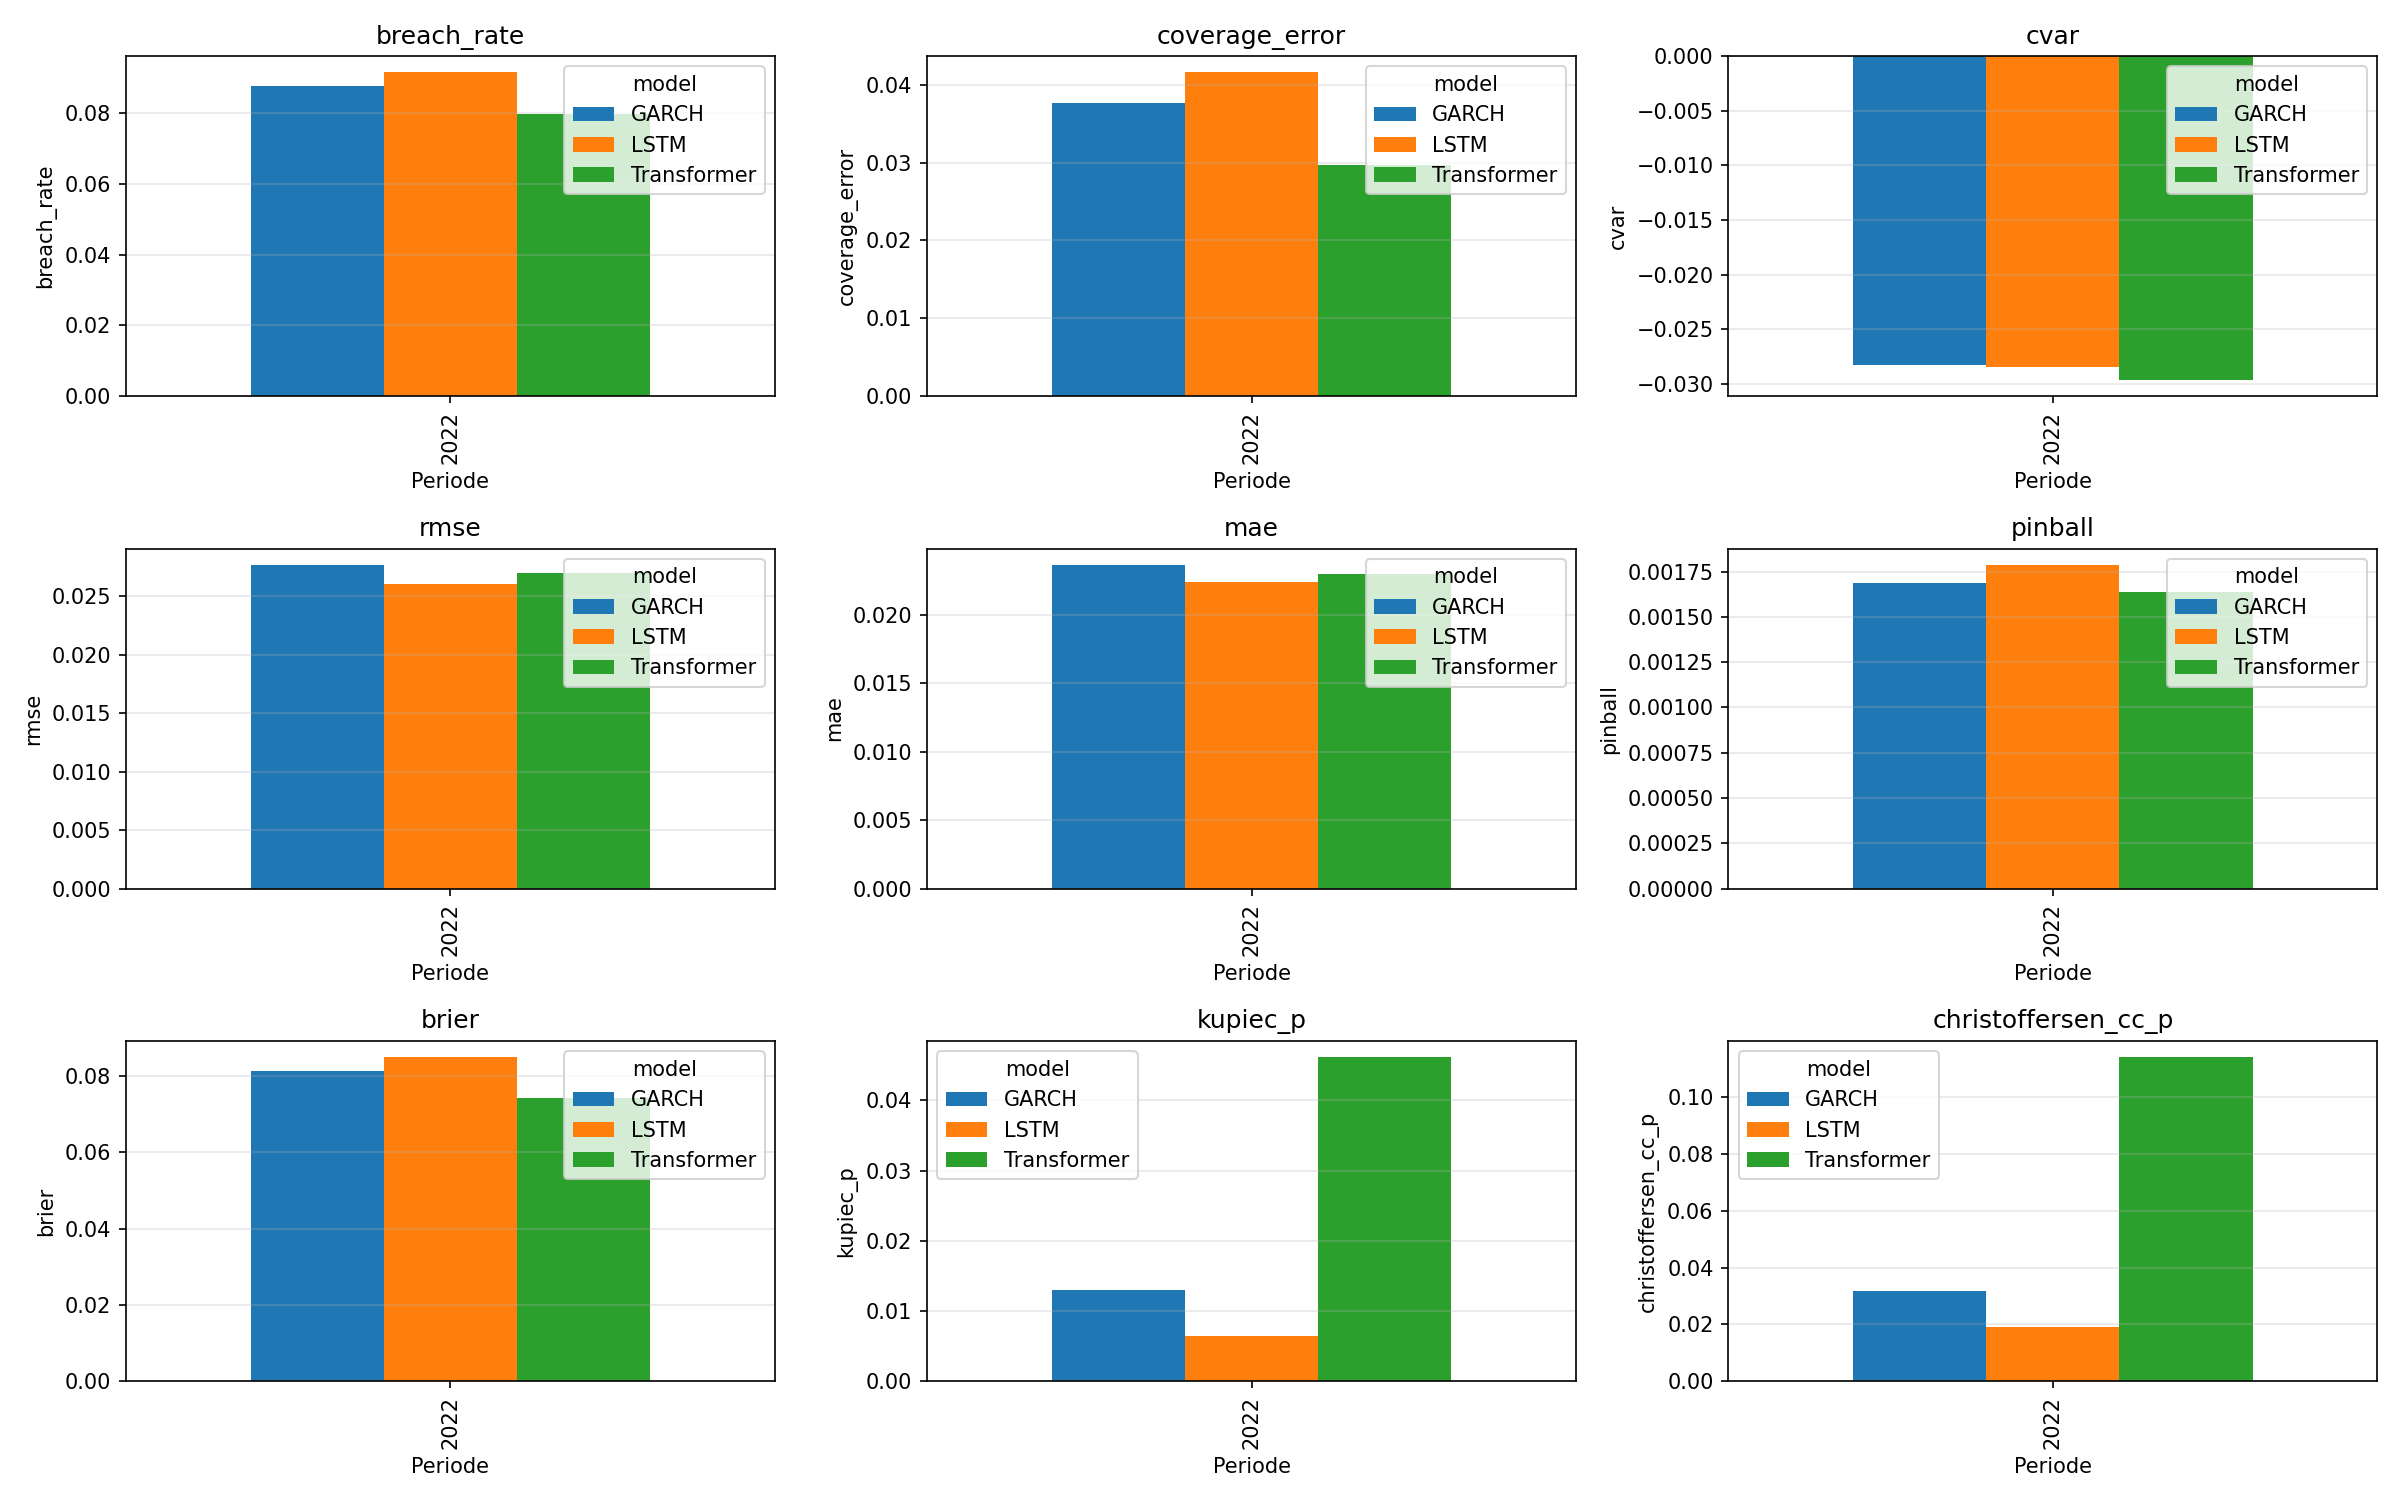 breach_rate
breach_rate
0.08
0.06
0.04
0.02
0.00
model
GARCH
LSTM
Transformer
2022
Periode
coverage_error
coverage_error
0.04
0.03
0.02
0.01
0.00
model
GARCH
LSTM
Transformer
2022
Periode
cvar
cvar
0.000
−0.005
−0.010
−0.015
−0.020
−0.025
−0.030
model
GARCH
LSTM
Transformer
2022
Periode
rmse
rmse
0.025
0.020
0.015
0.010
0.005
0.000
model
GARCH
LSTM
Transformer
2022
Periode
mae
mae
0.020
0.015
0.010
0.005
0.000
model
GARCH
LSTM
Transformer
2022
Periode
pinball
pinball
0.00175
0.00150
0.00125
0.00100
0.00075
0.00050
0.00025
0.00000
model
GARCH
LSTM
Transformer
2022
Periode
brier
brier
0.08
0.06
0.04
0.02
0.00
model
GARCH
LSTM
Transformer
2022
Periode
kupiec_p
kupiec_p
0.04
0.03
0.02
0.01
0.00
model
GARCH
LSTM
Transformer
2022
Periode
christoffersen_cc_p
christoffersen_cc_p
0.10
0.08
0.06
0.04
0.02
0.00
model
GARCH
LSTM
Transformer
2022
Periode